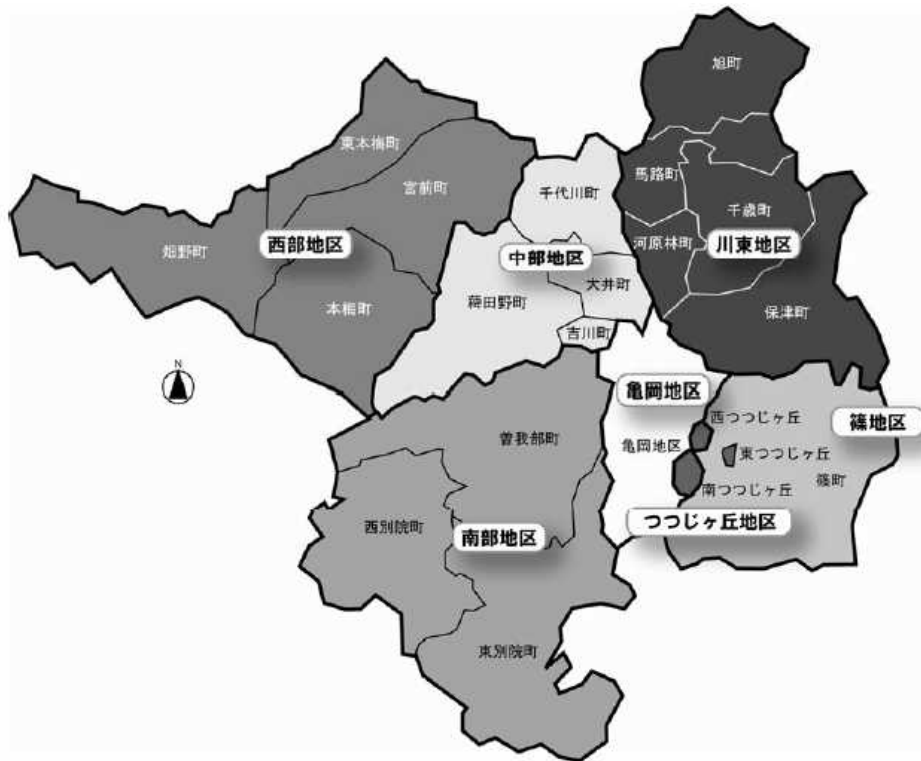 旭町
東本梅町
馬路町
宮前町
千代川町
千歳町
畑野町
西部地区
中部地区
河原林町
川東地区
大井町
本梅町
薭田野町
保津町
吉川町
N
亀岡地区
西つつじヶ丘
篠地区
曽我部町
亀岡地区
東つつじヶ丘
篠町
南つつじヶ丘
西別院町
南部地区
つつじヶ丘地区
東別院町